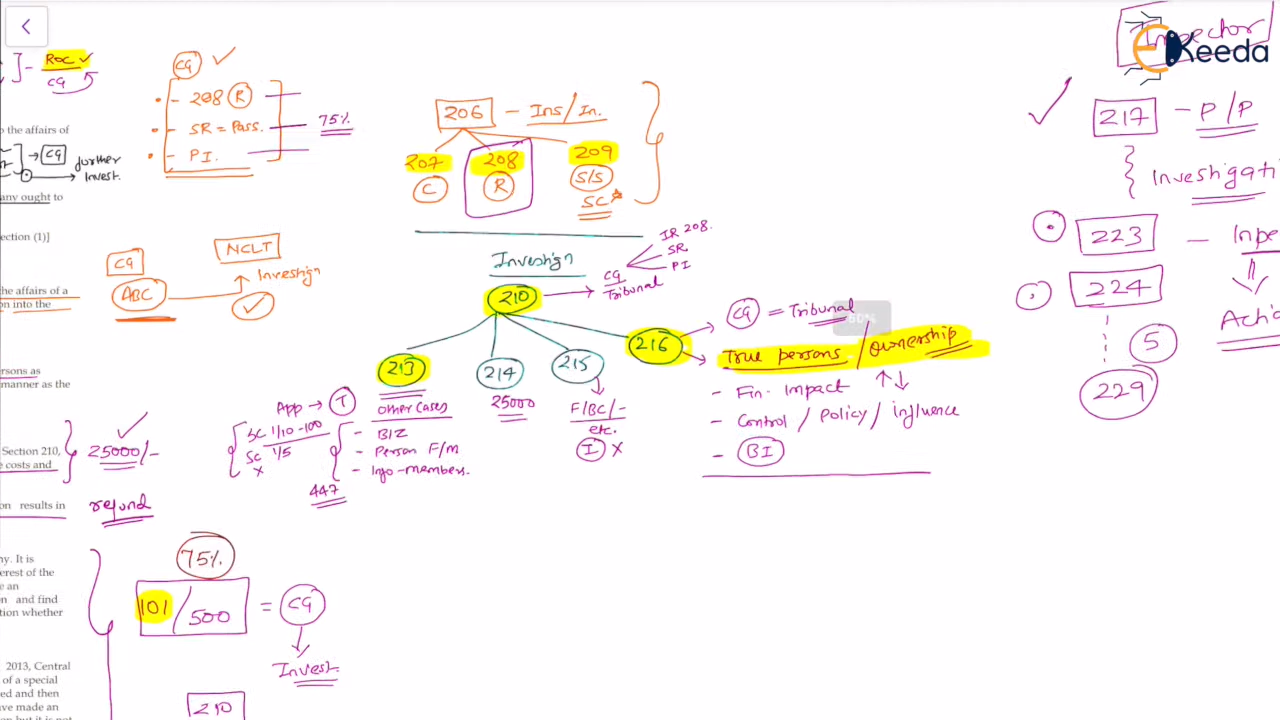 Inspector
Keeda
] - ROC ✓
CG
o the affairs of
→ CG further
Invest.
any ought to
ection (1)]
CG ✓
- 208 R
- SR = Pass.
- PI.
75%
206 - Ins/In.
207 208 209
C R S/S
SC*
217 - P/P
Investigati
223 - Inpe
224
Actio
5
229
CG
ABC
NCLT
Investign
he affairs of a
on into the
ersons as
manner as the
Investign
210
CG
Tribunal
IR 208.
SR
PI
213 214 215 216
CG = Tribunal
True persons / ownership
- Fin. impact
- Control / Policy / influence
- BI
App → T
SC 1/10-100
SC 1/5
x
447
other cases
- BIZ
- Person F/M
- Info-members.
25000
F/BC/-
etc.
I x
Section 210,
e costs and
25000/-
on results in
refund
75%
101 / 500 = CG
Invest.
ny. It is
erest of the
e an
n and find
tion whether
2013, Central
of a special
ed and then
ave made an
210